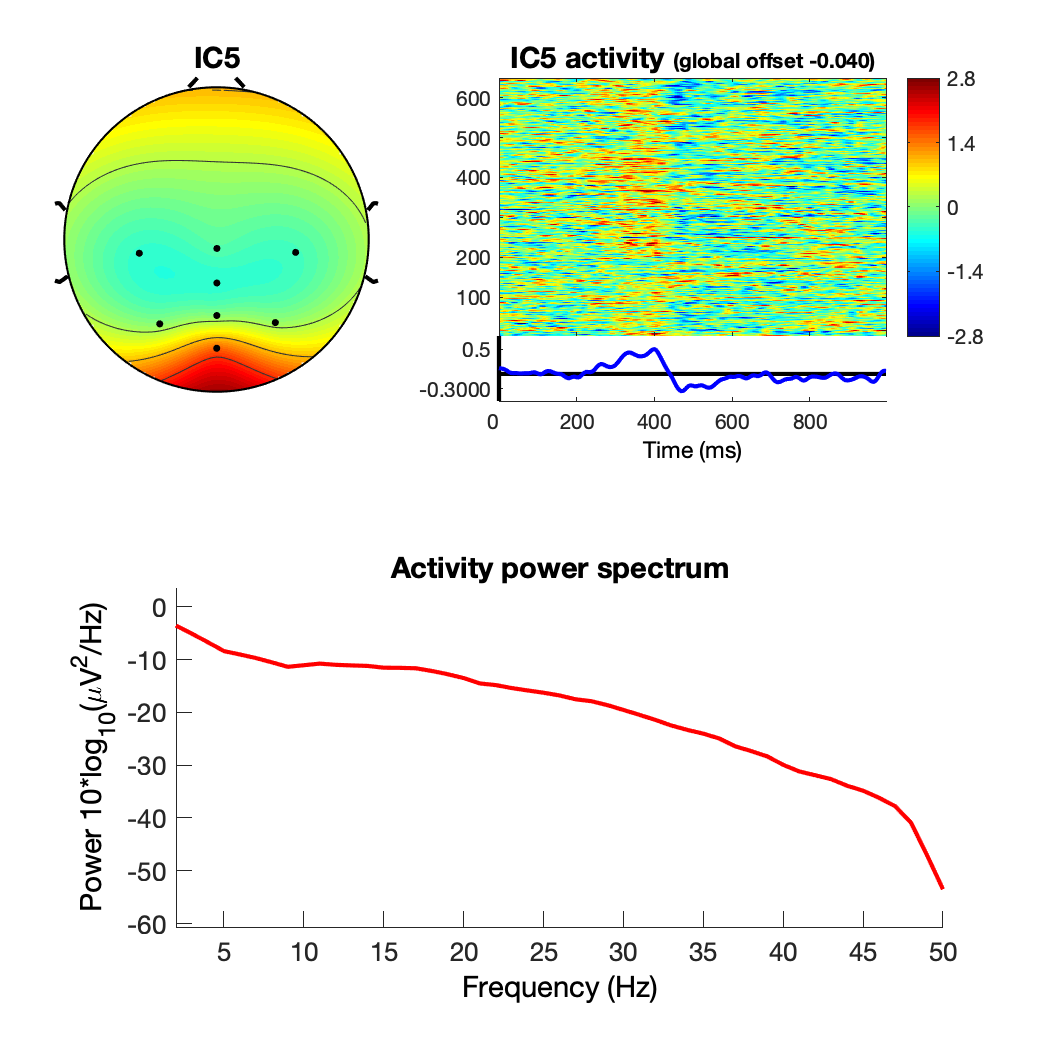 IC5
IC5 activity (global offset -0.040)
600
500
400
300
200
100
2.8
1.4
0
-1.4
-2.8
0.5
-0.3000
0 200 400 600 800
Time (ms)
Activity power spectrum
Power 10*log10(μV2/Hz)
0
-10
-20
-30
-40
-50
-60
5 10 15 20 25 30 35 40 45 50
Frequency (Hz)